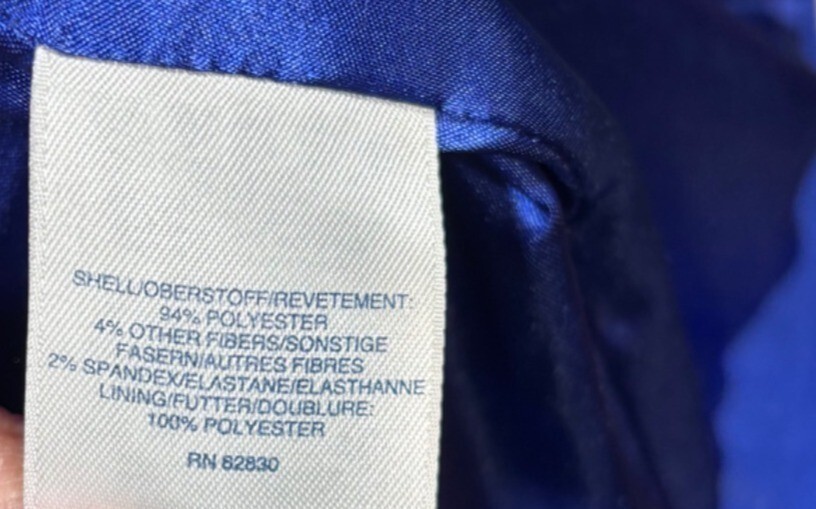 SHELL/OBERSTOFF/REVETEMENT:
94% POLYESTER
4% OTHER FIBERS/SONSTIGE
FASERN/AUTRES FIBRES
2% SPANDEX/ELASTANE/ELASTHANNE
LINING/FUTTER/DOUBLURE:
100% POLYESTER
RN 62830